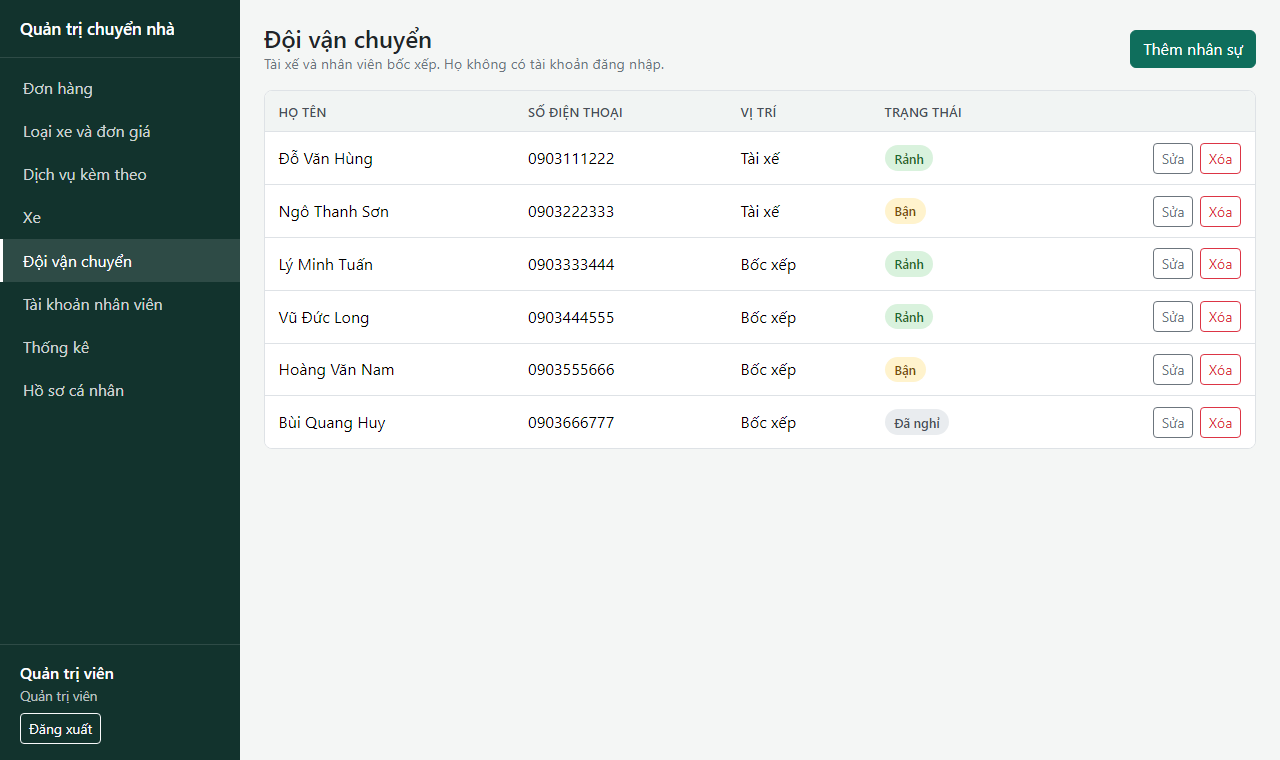 Quản trị chuyển nhà
Đơn hàng
Loại xe và đơn giá
Dịch vụ kèm theo
Xe
Đội vận chuyển
Tài khoản nhân viên
Thống kê
Hồ sơ cá nhân
Quản trị viên
Quản trị viên
Đăng xuất
Đội vận chuyển
Tài xế và nhân viên bốc xếp. Họ không có tài khoản đăng nhập.
Thêm nhân sự
HỌ TÊN SỐ ĐIỆN THOẠI VỊ TRÍ TRẠNG THÁI
Đỗ Văn Hùng 0903111222 Tài xế Rảnh Sửa Xóa
Ngô Thanh Sơn 0903222333 Tài xế Bận Sửa Xóa
Lý Minh Tuấn 0903333444 Bốc xếp Rảnh Sửa Xóa
Vũ Đức Long 0903444555 Bốc xếp Rảnh Sửa Xóa
Hoàng Văn Nam 0903555666 Bốc xếp Bận Sửa Xóa
Bùi Quang Huy 0903666777 Bốc xếp Đã nghỉ Sửa Xóa